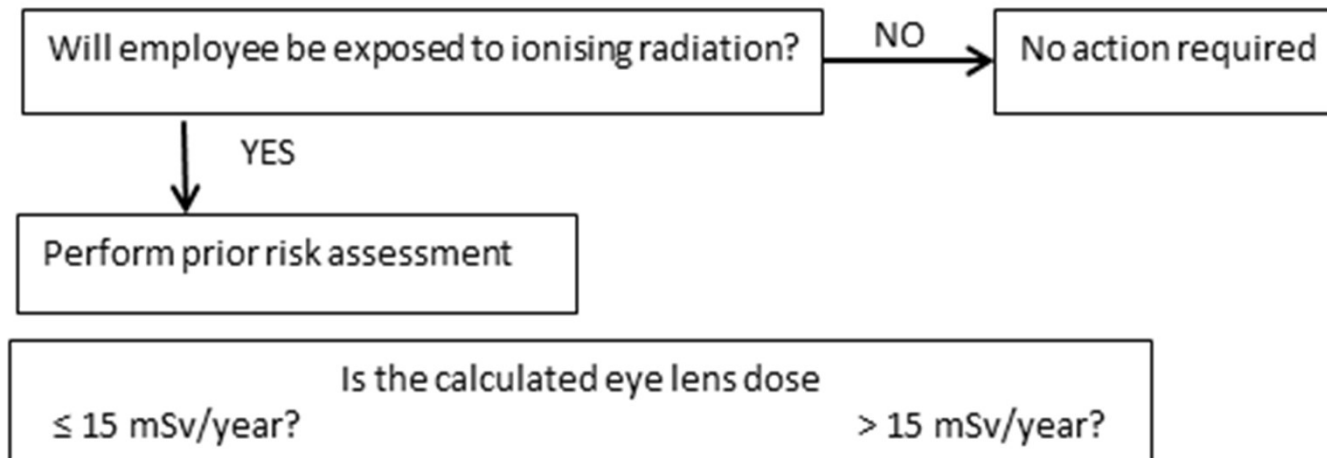 Will employee be exposed to ionising radiation?
NO
No action required
YES
Perform prior risk assessment
Is the calculated eye lens dose
≤ 15 mSv/year? > 15 mSv/year?